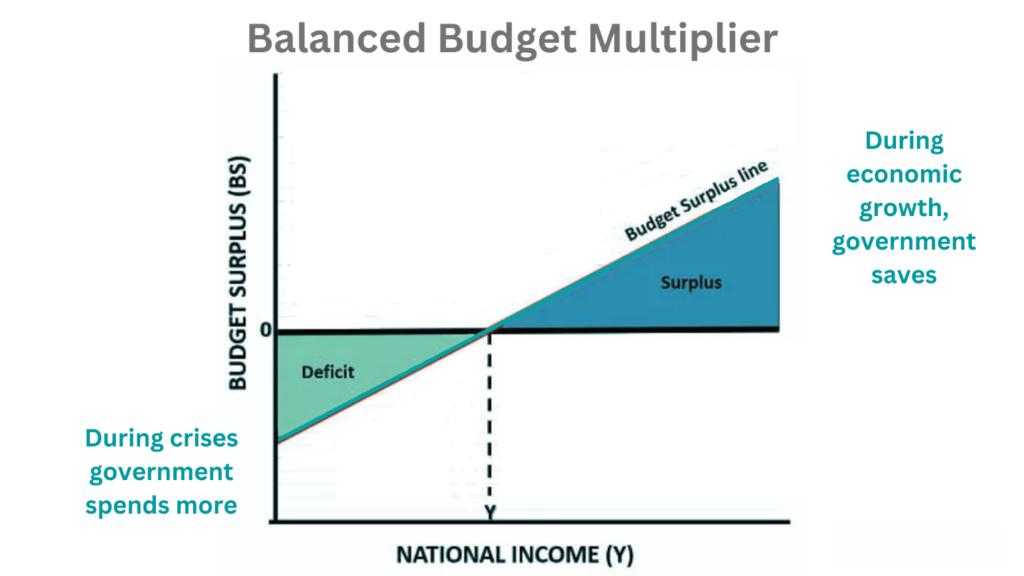 Balanced Budget Multiplier
BUDGET SURPLUS (BS)
0
Budget Surplus line
Surplus
Deficit
During
economic
growth,
government
saves
During crises
government
spends more
Y
NATIONAL INCOME (Y)